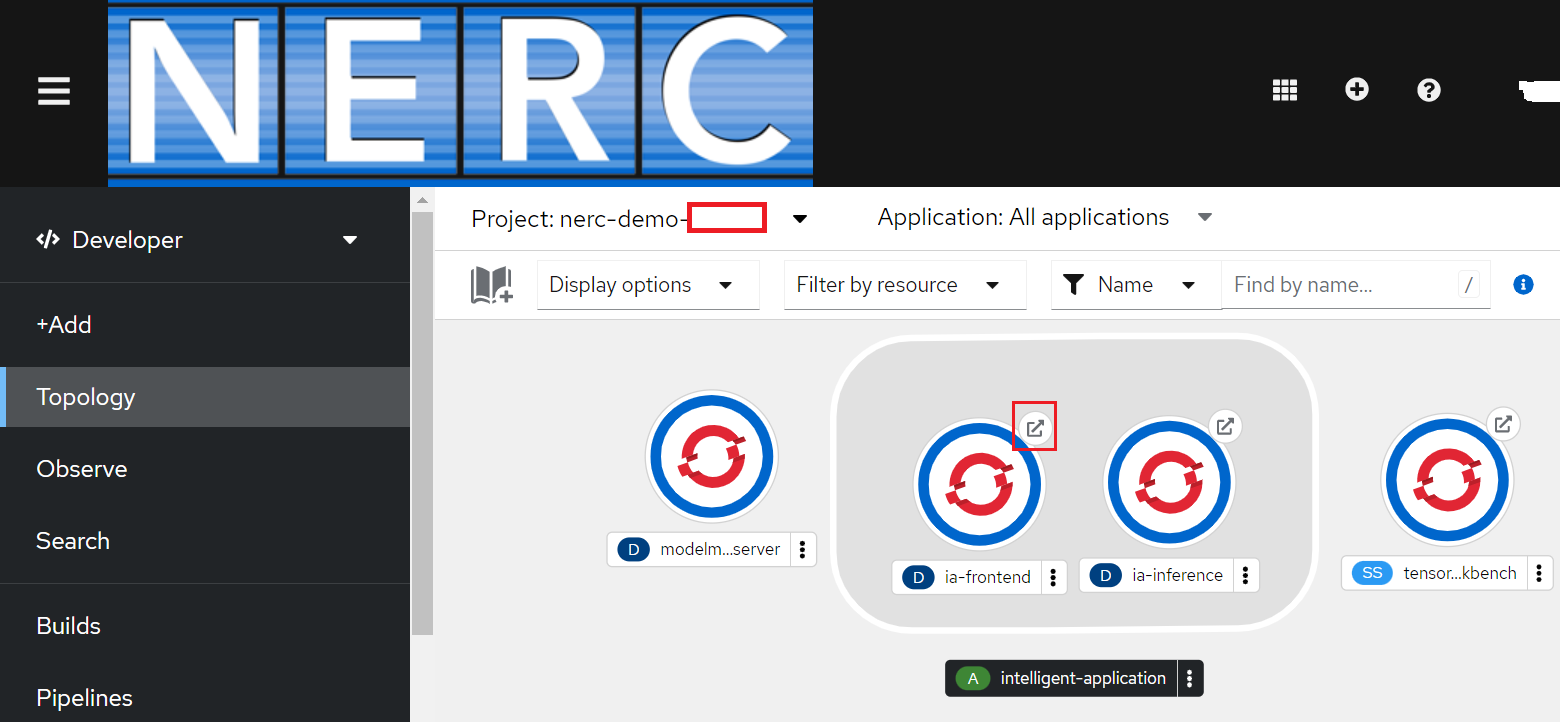 NERC
Developer
+Add
Topology
Observe
Search
Builds
Pipelines
Project: nerc-demo-
Application: All applications
Display options
Filter by resource
Name
Find by name...
/
D modelm...server
D ia-frontend
D ia-inference
SS tensor...kbench
A intelligent-application